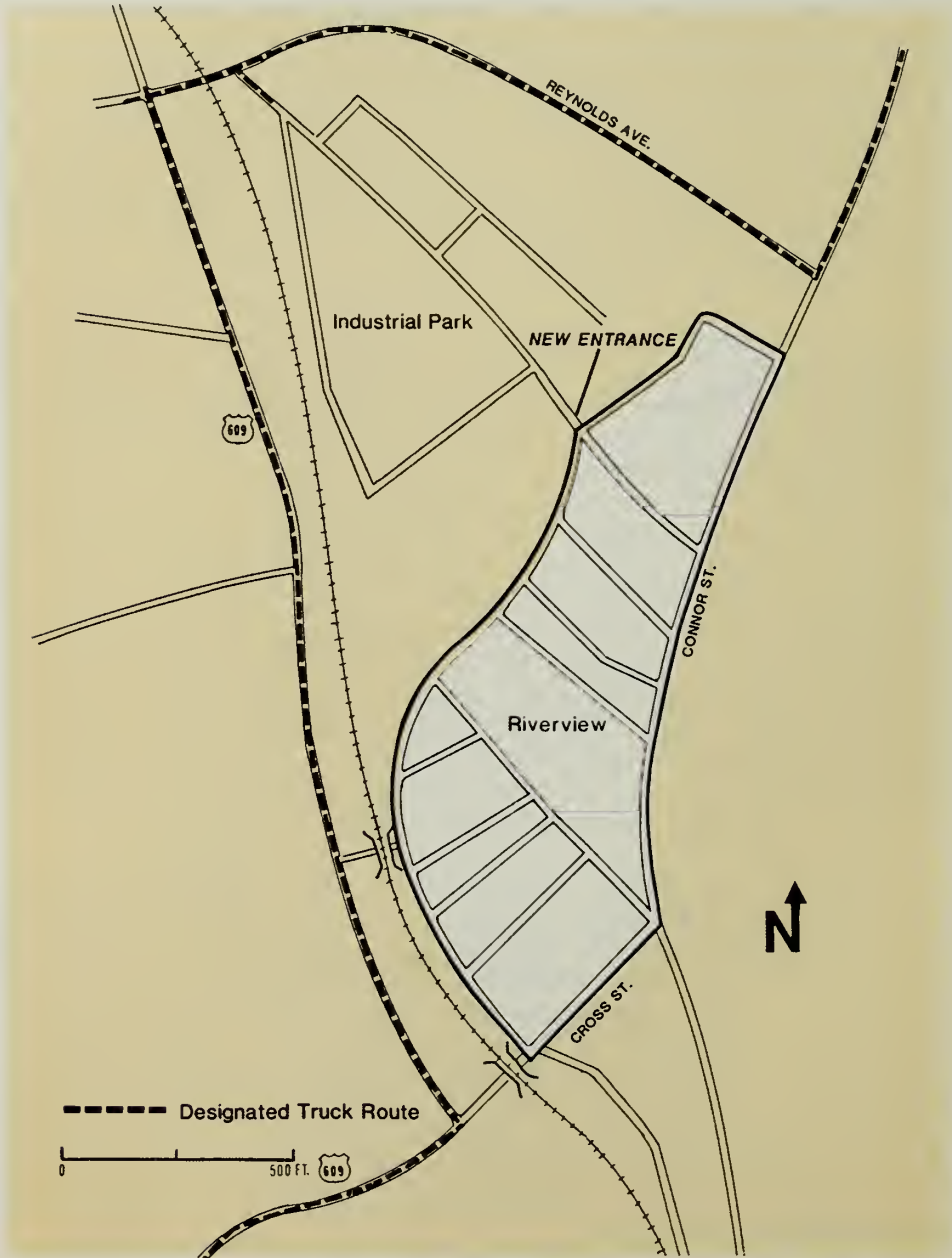 REYNOLDS AVE.
Industrial Park
NEW ENTRANCE
609
CONNOR ST.
Riverview
N
CROSS ST.
Designated Truck Route
0 500 FT.
609